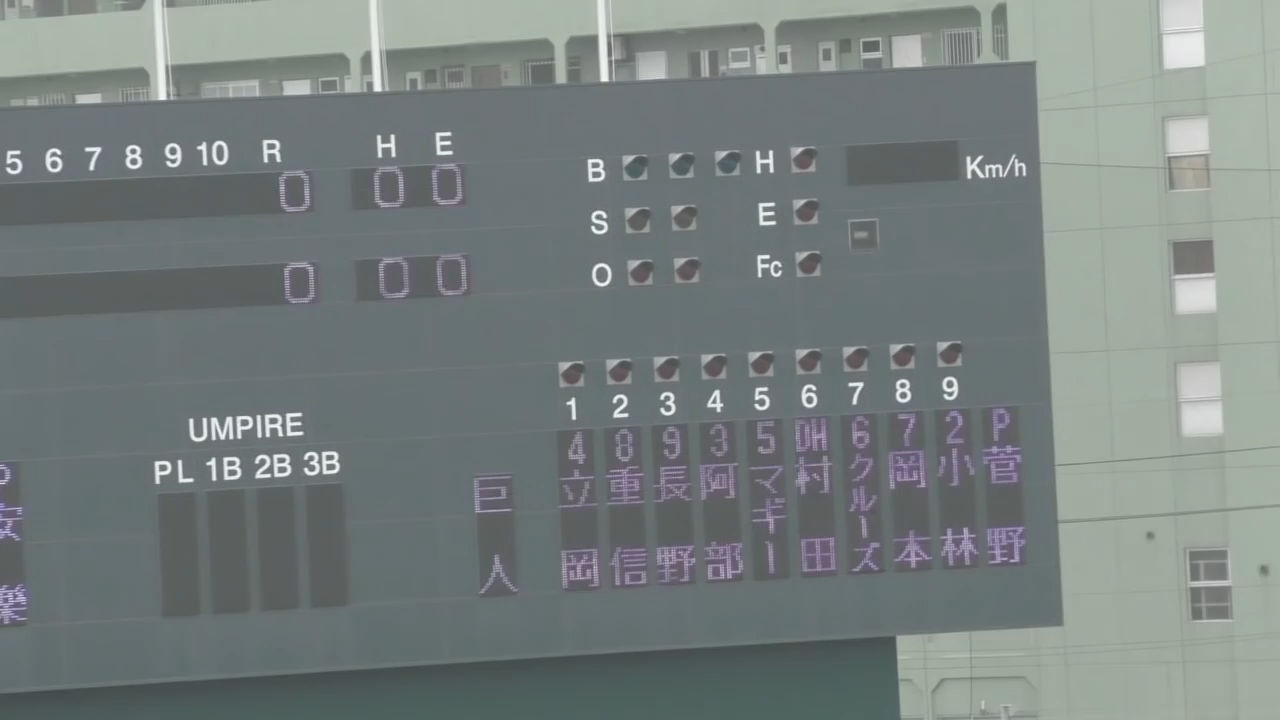 5 6 7 8 9 10 R H E
0 0 0
0 0 0
B H Km/h
S E
O Fc
UMPIRE
PL 1B 2B 3B
1 2 3 4 5 6 7 8 9
巨人
4 立岡
8 重信
9 長野
3 阿部
5 マギー
DH 村田
6 クルーズ
7 岡本
2 小林
P 菅野
安樂